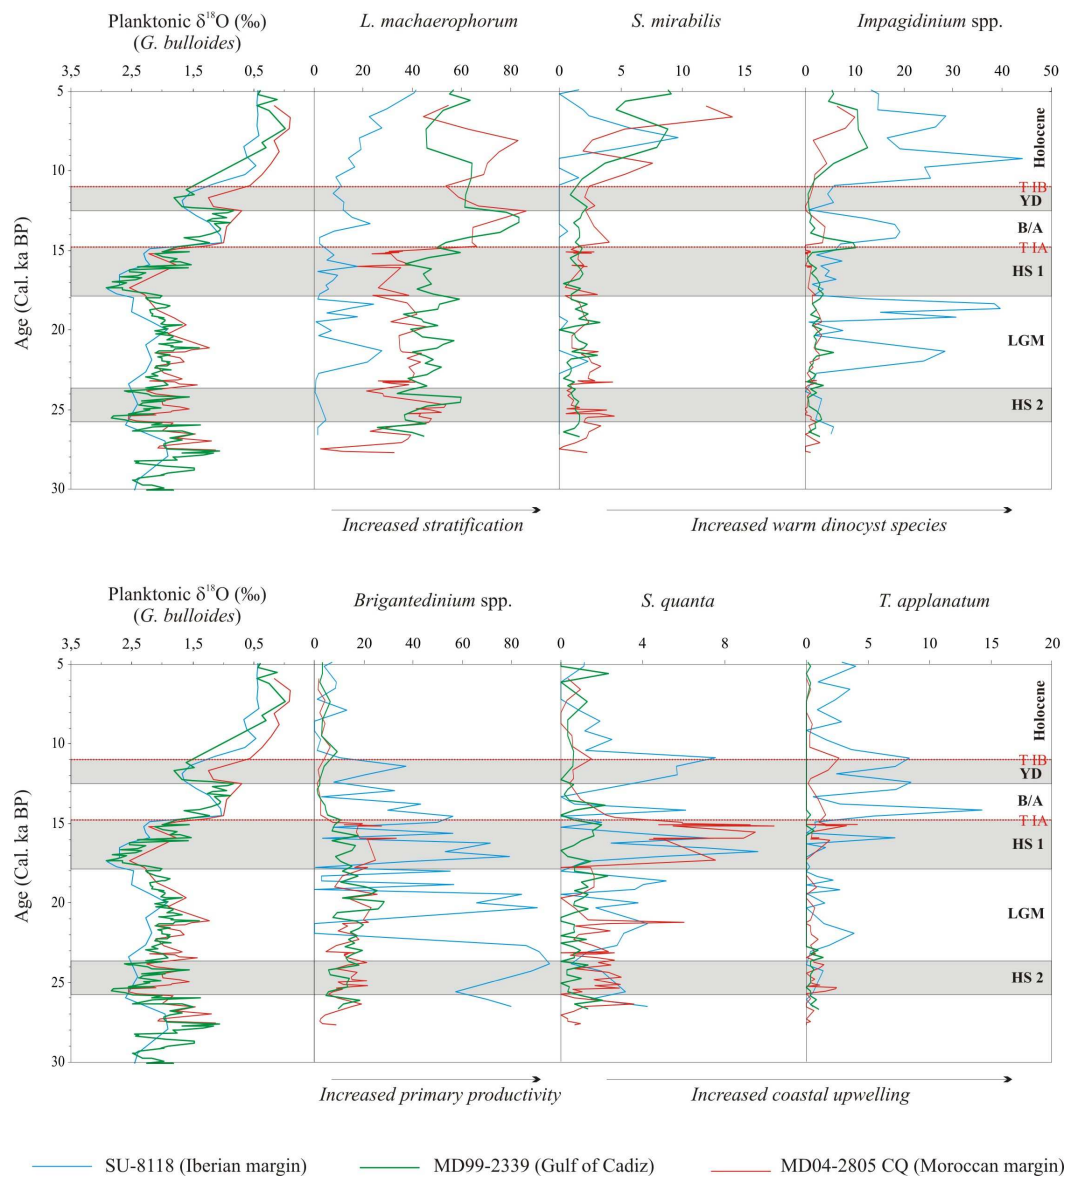 Planktonic δ¹⁸O (‰)
(G. bulloides)
L. machaerophorum
S. mirabilis
Impagidinium spp.
3,5 2,5 1,5 0,5
0 20 40 60 80
0 5 10 15
0 10 20 30 40 50
Age (Cal. ka BP)
5
10
15
20
25
30
Holocene
T IB
YD
B/A
T IA
HS 1
LGM
HS 2
Increased stratification
Increased warm dinocyst species
Planktonic δ¹⁸O (‰)
(G. bulloides)
Brigantedinium spp.
S. quanta
T. applanatum
3,5 2,5 1,5 0,5
0 20 40 60 80
0 4 8
0 5 10 15 20
Age (Cal. ka BP)
5
10
15
20
25
30
Holocene
T IB
YD
B/A
T IA
HS 1
LGM
HS 2
Increased primary productivity
Increased coastal upwelling
SU-8118 (Iberian margin)
MD99-2339 (Gulf of Cadiz)
MD04-2805 CQ (Moroccan margin)